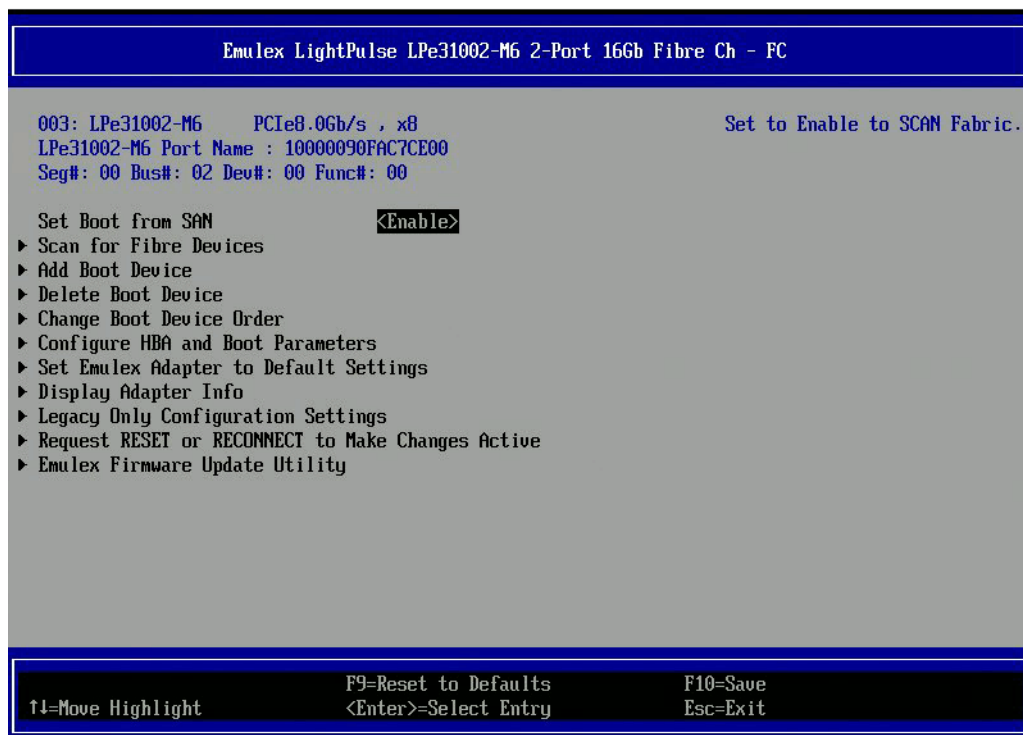 Emulex LightPulse LPe31002-M6 2-Port 16Gb Fibre Ch - FC
003: LPe31002-M6 PCIe8.0Gb/s , x8
Set to Enable to SCAN Fabric.
LPe31002-M6 Port Name : 10000090FAC7CE00
Seg#: 00 Bus#: 02 Dev#: 00 Func#: 00
Set Boot from SAN <Enable>
Scan for Fibre Devices
Add Boot Device
Delete Boot Device
Change Boot Device Order
Configure HBA and Boot Parameters
Set Emulex Adapter to Default Settings
Display Adapter Info
Legacy Only Configuration Settings
Request RESET or RECONNECT to Make Changes Active
Emulex Firmware Update Utility
F9=Reset to Defaults F10=Save
↑↓=Move Highlight <Enter>=Select Entry Esc=Exit